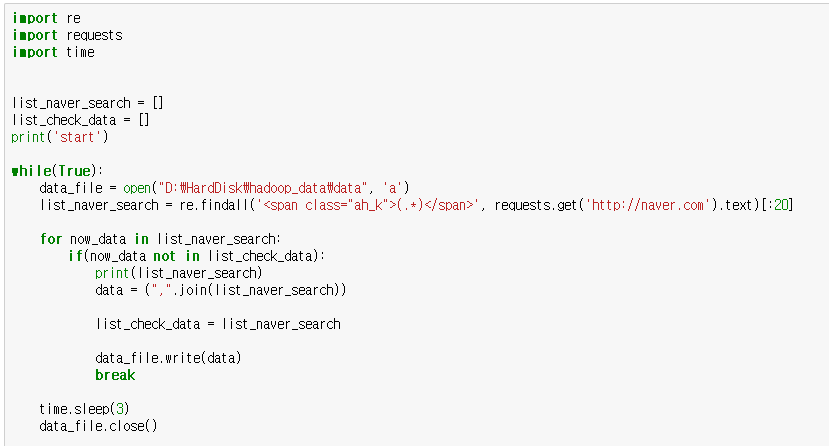 import re
import requests
import time
list_naver_search = []
list_check_data = []
print('start')
while(True):
    data_file = open("D:₩HardDisk₩hadoop_data₩data", 'a')
    list_naver_search = re.findall('<span class="ah_k">(.*)</span>', requests.get('http://naver.com').text)[:20]
    for now_data in list_naver_search:
        if(now_data not in list_check_data):
            print(list_naver_search)
            data = (",".join(list_naver_search))
            list_check_data = list_naver_search
            data_file.write(data)
            break
    time.sleep(3)
    data_file.close()